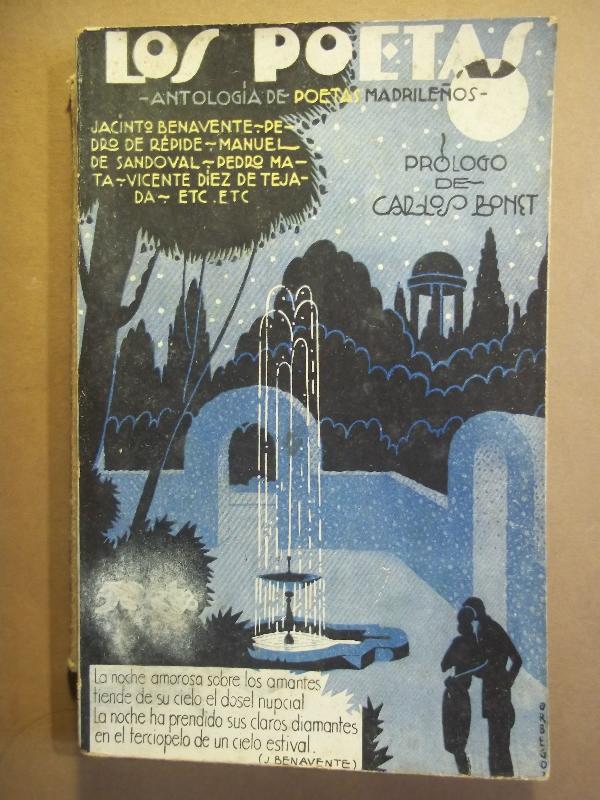 LOS POETAS
-ANTOLOGÍA DE POETAS MADRILEÑOS-
JACINTO BENAVENTE~PE-
DRO DE RÉPIDE~MANUEL
DE SANDOVAL~PEDRO MA-
TA~VICENTE DÍEZ DE TEJA-
DA~ETC.ETC
PRÓLOGO
DE
CARLOS BONET
La noche amorosa sobre los amantes
tiende de su cielo el dosel nupcial
La noche ha prendido sus claros diamantes
en el terciopelo de un cielo estival.
(J. BENAVENTE)